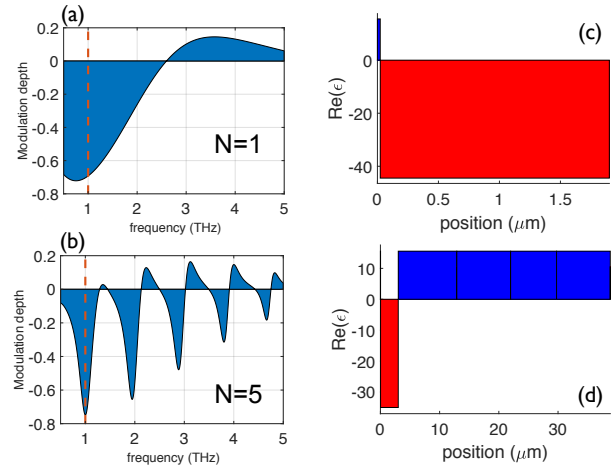 (a)
0.2
0
-0.2
-0.4
-0.6
-0.8
Modulation depth
N=1
1
2
3
4
5
frequency (THz)
(b)
0.2
0
-0.2
-0.4
-0.6
-0.8
Modulation depth
N=5
1
2
3
4
5
frequency (THz)
(c)
0
-20
-40
Re(ϵ)
0
0.5
1
1.5
position (μm)
10
0
-10
-20
-30
Re(ϵ)
(d)
0
10
20
30
position (μm)